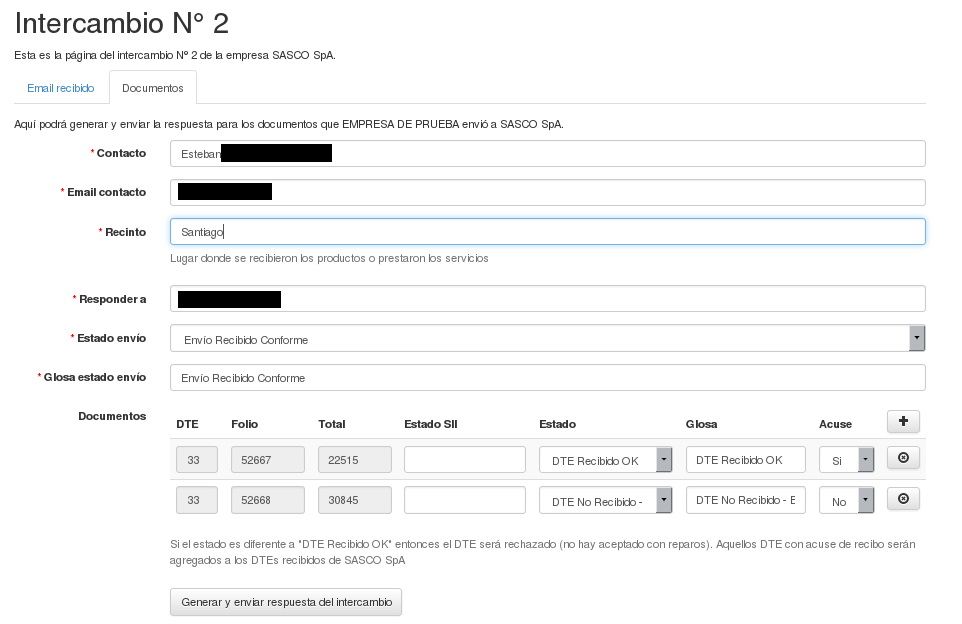 Intercambio N° 2
Esta es la página del intercambio N° 2 de la empresa SASCO SpA.
Email recibido Documentos
Aquí podrá generar y enviar la respuesta para los documentos que EMPRESA DE PRUEBA envió a SASCO SpA.
* Contacto Esteban
* Email contacto
* Recinto Santiago
Lugar donde se recibieron los productos o prestaron los servicios
* Responder a
* Estado envío Envío Recibido Conforme
* Glosa estado envío Envío Recibido Conforme
Documentos
DTE Folio Total Estado SII Estado Glosa Acuse
33 52667 22515 DTE Recibido OK DTE Recibido OK Si
33 52668 30845 DTE No Recibido - DTE No Recibido - E No
Si el estado es diferente a "DTE Recibido OK" entonces el DTE será rechazado (no hay aceptado con reparos). Aquellos DTE con acuse de recibo serán
agregados a los DTEs recibidos de SASCO SpA
Generar y enviar respuesta del intercambio